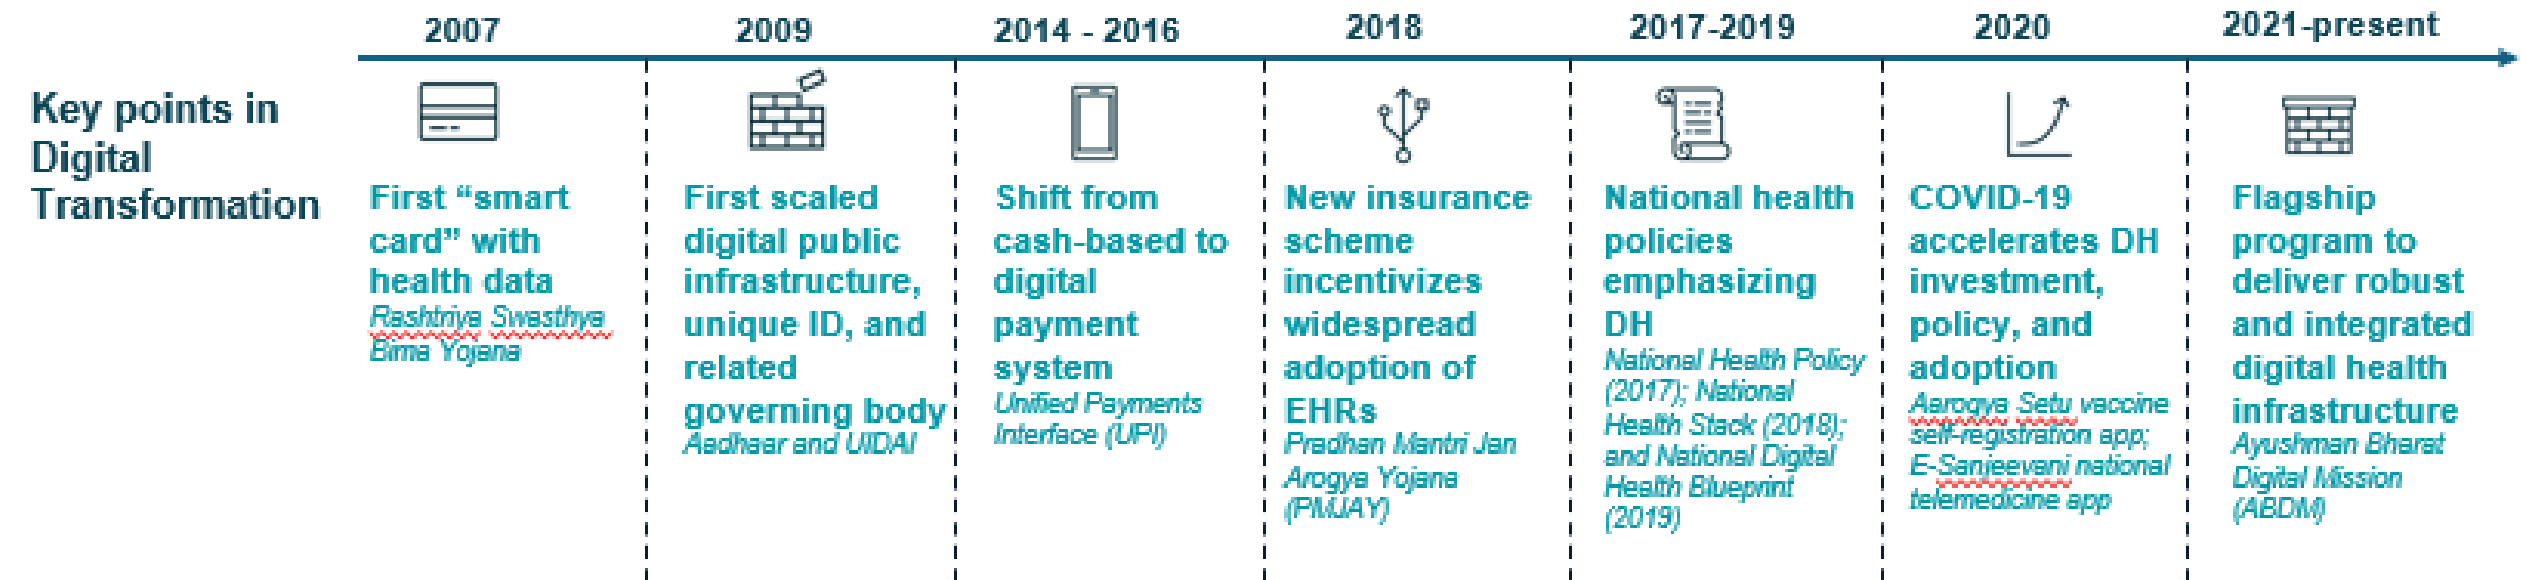 2007
2009
2014 - 2016
2018
2017-2019
2020
2021-present
Key points in
Digital
Transformation
First “smart
card” with
health data
Rashtriya Swasthya
Bima Yojana
First scaled
digital public
infrastructure,
unique ID, and
related
governing body
Aadhaar and UIDAI
Shift from
cash-based to
digital
payment
system
Unified Payments
Interface (UPI)
New insurance
scheme
incentivizes
widespread
adoption of
EHRs
Pradhan Mantri Jan
Arogya Yojana
(PMJAY)
National health
policies
emphasizing
DH
National Health Policy
(2017); National
Health Stack (2018);
and National Digital
Health Blueprint
(2019)
COVID-19
accelerates DH
investment,
policy, and
adoption
Aarogya Setu vaccine
self-registration app;
E-Sanjeevani national
telemedicine app
Flagship
program to
deliver robust
and integrated
digital health
infrastructure
Ayushman Bharat
Digital Mission
(ABDM)